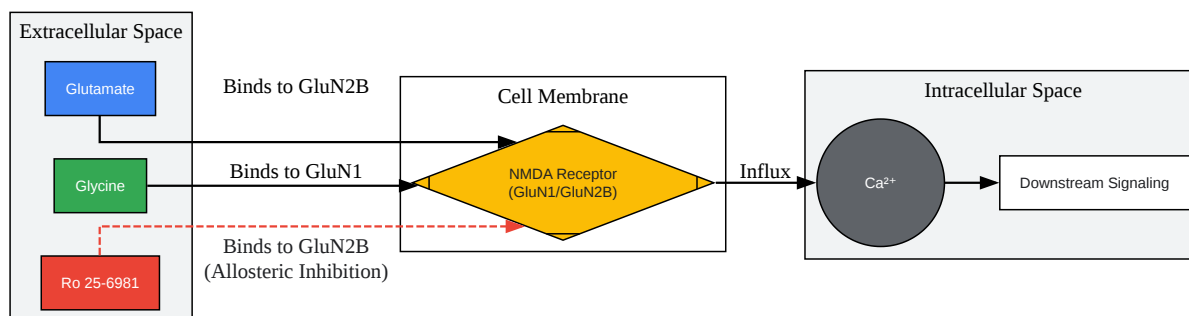 Extracellular Space
Glutamate
Binds to GluN2B
Cell Membrane
Intracellular Space
Glycine
Binds to GluN1
NMDA Receptor
(GluN1/GluN2B)
Influx
Ca²⁺
Downstream Signaling
Ro 25-6981
Binds to GluN2B
(Allosteric Inhibition)